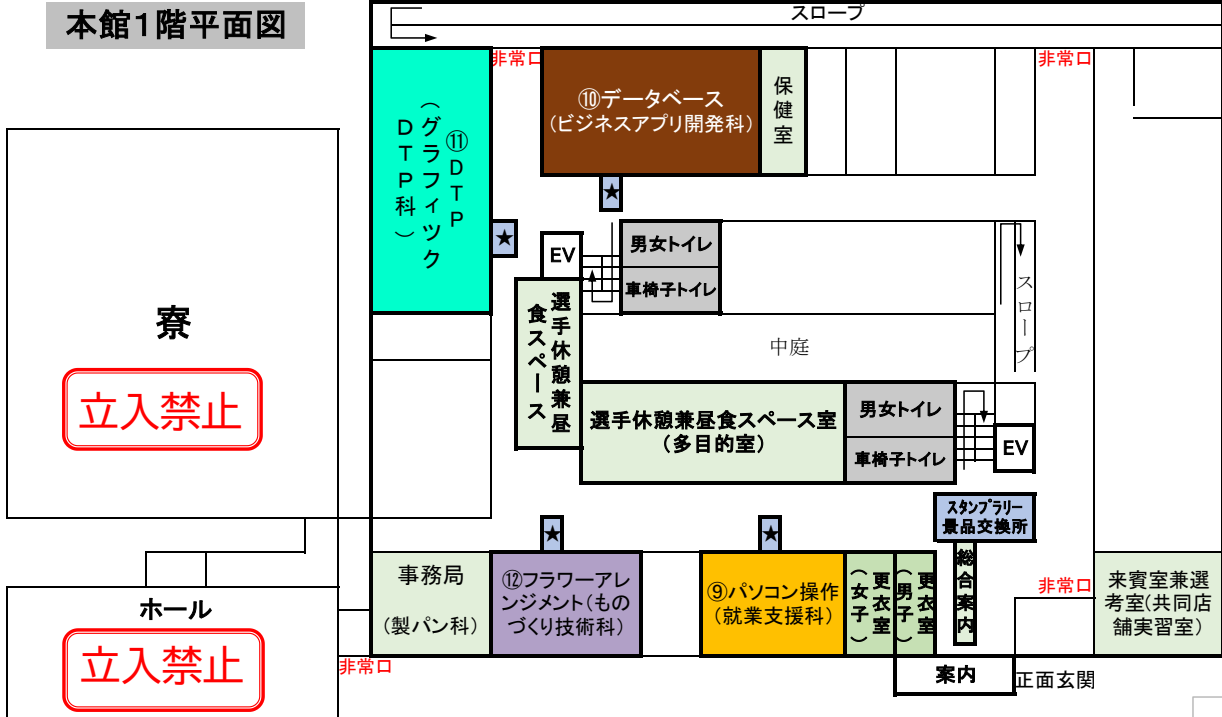 本館1階平面図
スロープ
非常口
非常口
⑩データベース
(ビジネスアプリ開発科)
保健室
⑪DTP
(グラフィック
DTP科)
★
★
EV
男女トイレ
車椅子トイレ
スロープ
選手休憩兼昼
食スペース
中庭
寮
立入禁止
選手休憩兼昼食スペース室
(多目的室)
男女トイレ
車椅子トイレ
EV
スタンプラリー
景品交換所
★
★
事務局
(製パン科)
⑫フラワーアレ
ンジメント(もの
づくり技術科)
⑨パソコン操作
(就業支援科)
更衣室
(女子)
更衣室
(男子)
総合案内
非常口
来賓室兼選
考室(共同店
舗実習室)
ホール
立入禁止
非常口
案内
正面玄関